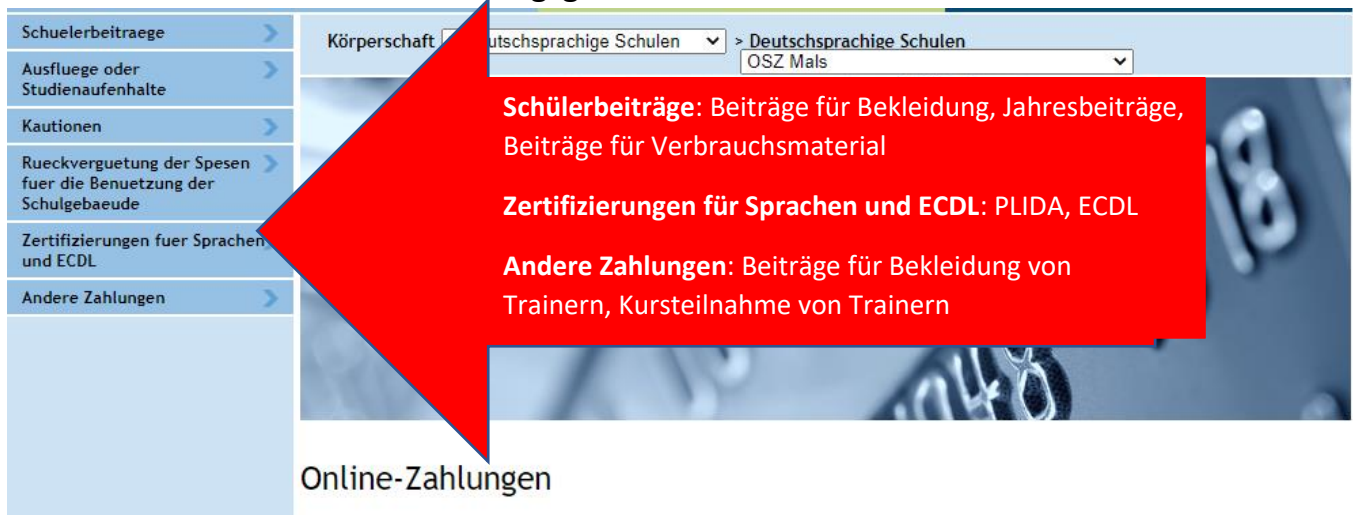 Schuelerbeitraege
Ausfluege oder
Studienaufenhalte
Kautionen
Rueckverguetung der Spesen
fuer die Benuetzung der
Schulgebaeude
Zertifizierungen fuer Sprachen
und ECDL
Andere Zahlungen
Körperschaft
Schulen > Deutschsprachige Schulen
OSZ Mals
Schülerbeiträge: Beiträge für Bekleidung, Jahresbeiträge,
Beiträge für Verbrauchsmaterial
Zertifizierungen für Sprachen und ECDL: PLIDA, ECDL
Andere Zahlungen: Beiträge für Bekleidung von
Trainern, Kursteilnahme von Trainern
Online-Zahlungen